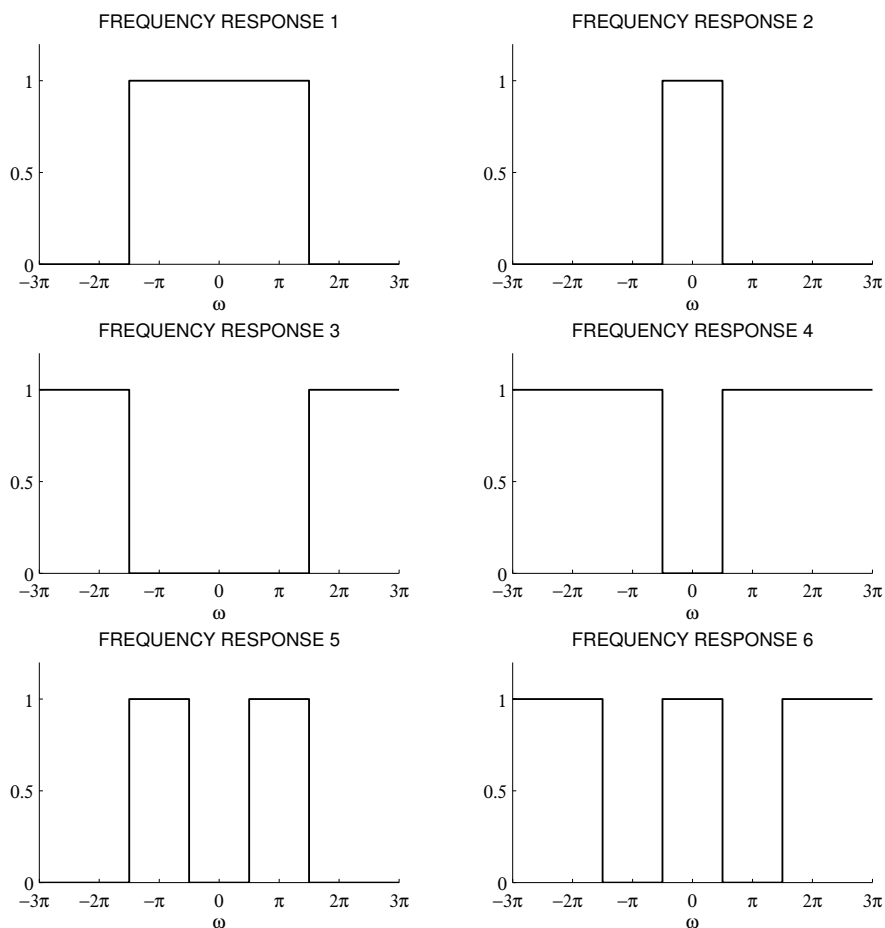 FREQUENCY RESPONSE 1
1
0.5
0
−3π −2π −π 0 π 2π 3π
ω
FREQUENCY RESPONSE 2
1
0.5
0
−3π −2π −π 0 π 2π 3π
ω
FREQUENCY RESPONSE 3
1
0.5
0
−3π −2π −π 0 π 2π 3π
ω
FREQUENCY RESPONSE 4
1
0.5
0
−3π −2π −π 0 π 2π 3π
ω
FREQUENCY RESPONSE 5
1
0.5
0
−3π −2π −π 0 π 2π 3π
ω
FREQUENCY RESPONSE 6
1
0.5
0
−3π −2π −π 0 π 2π 3π
ω